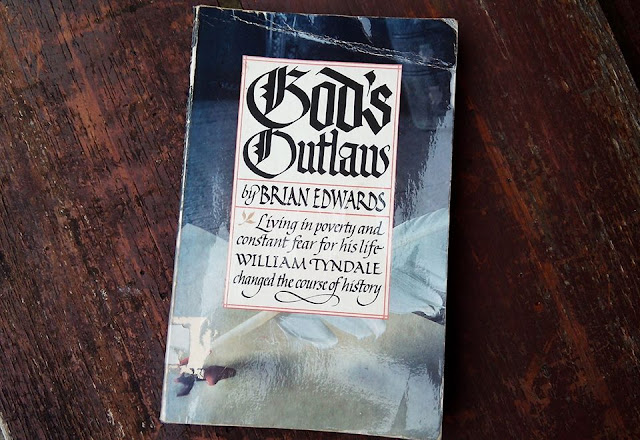 God's
Outlaw
by BRIAN EDWARDS
Living in poverty and
constant fear for his life
WILLIAM TYNDALE
changed the course of history